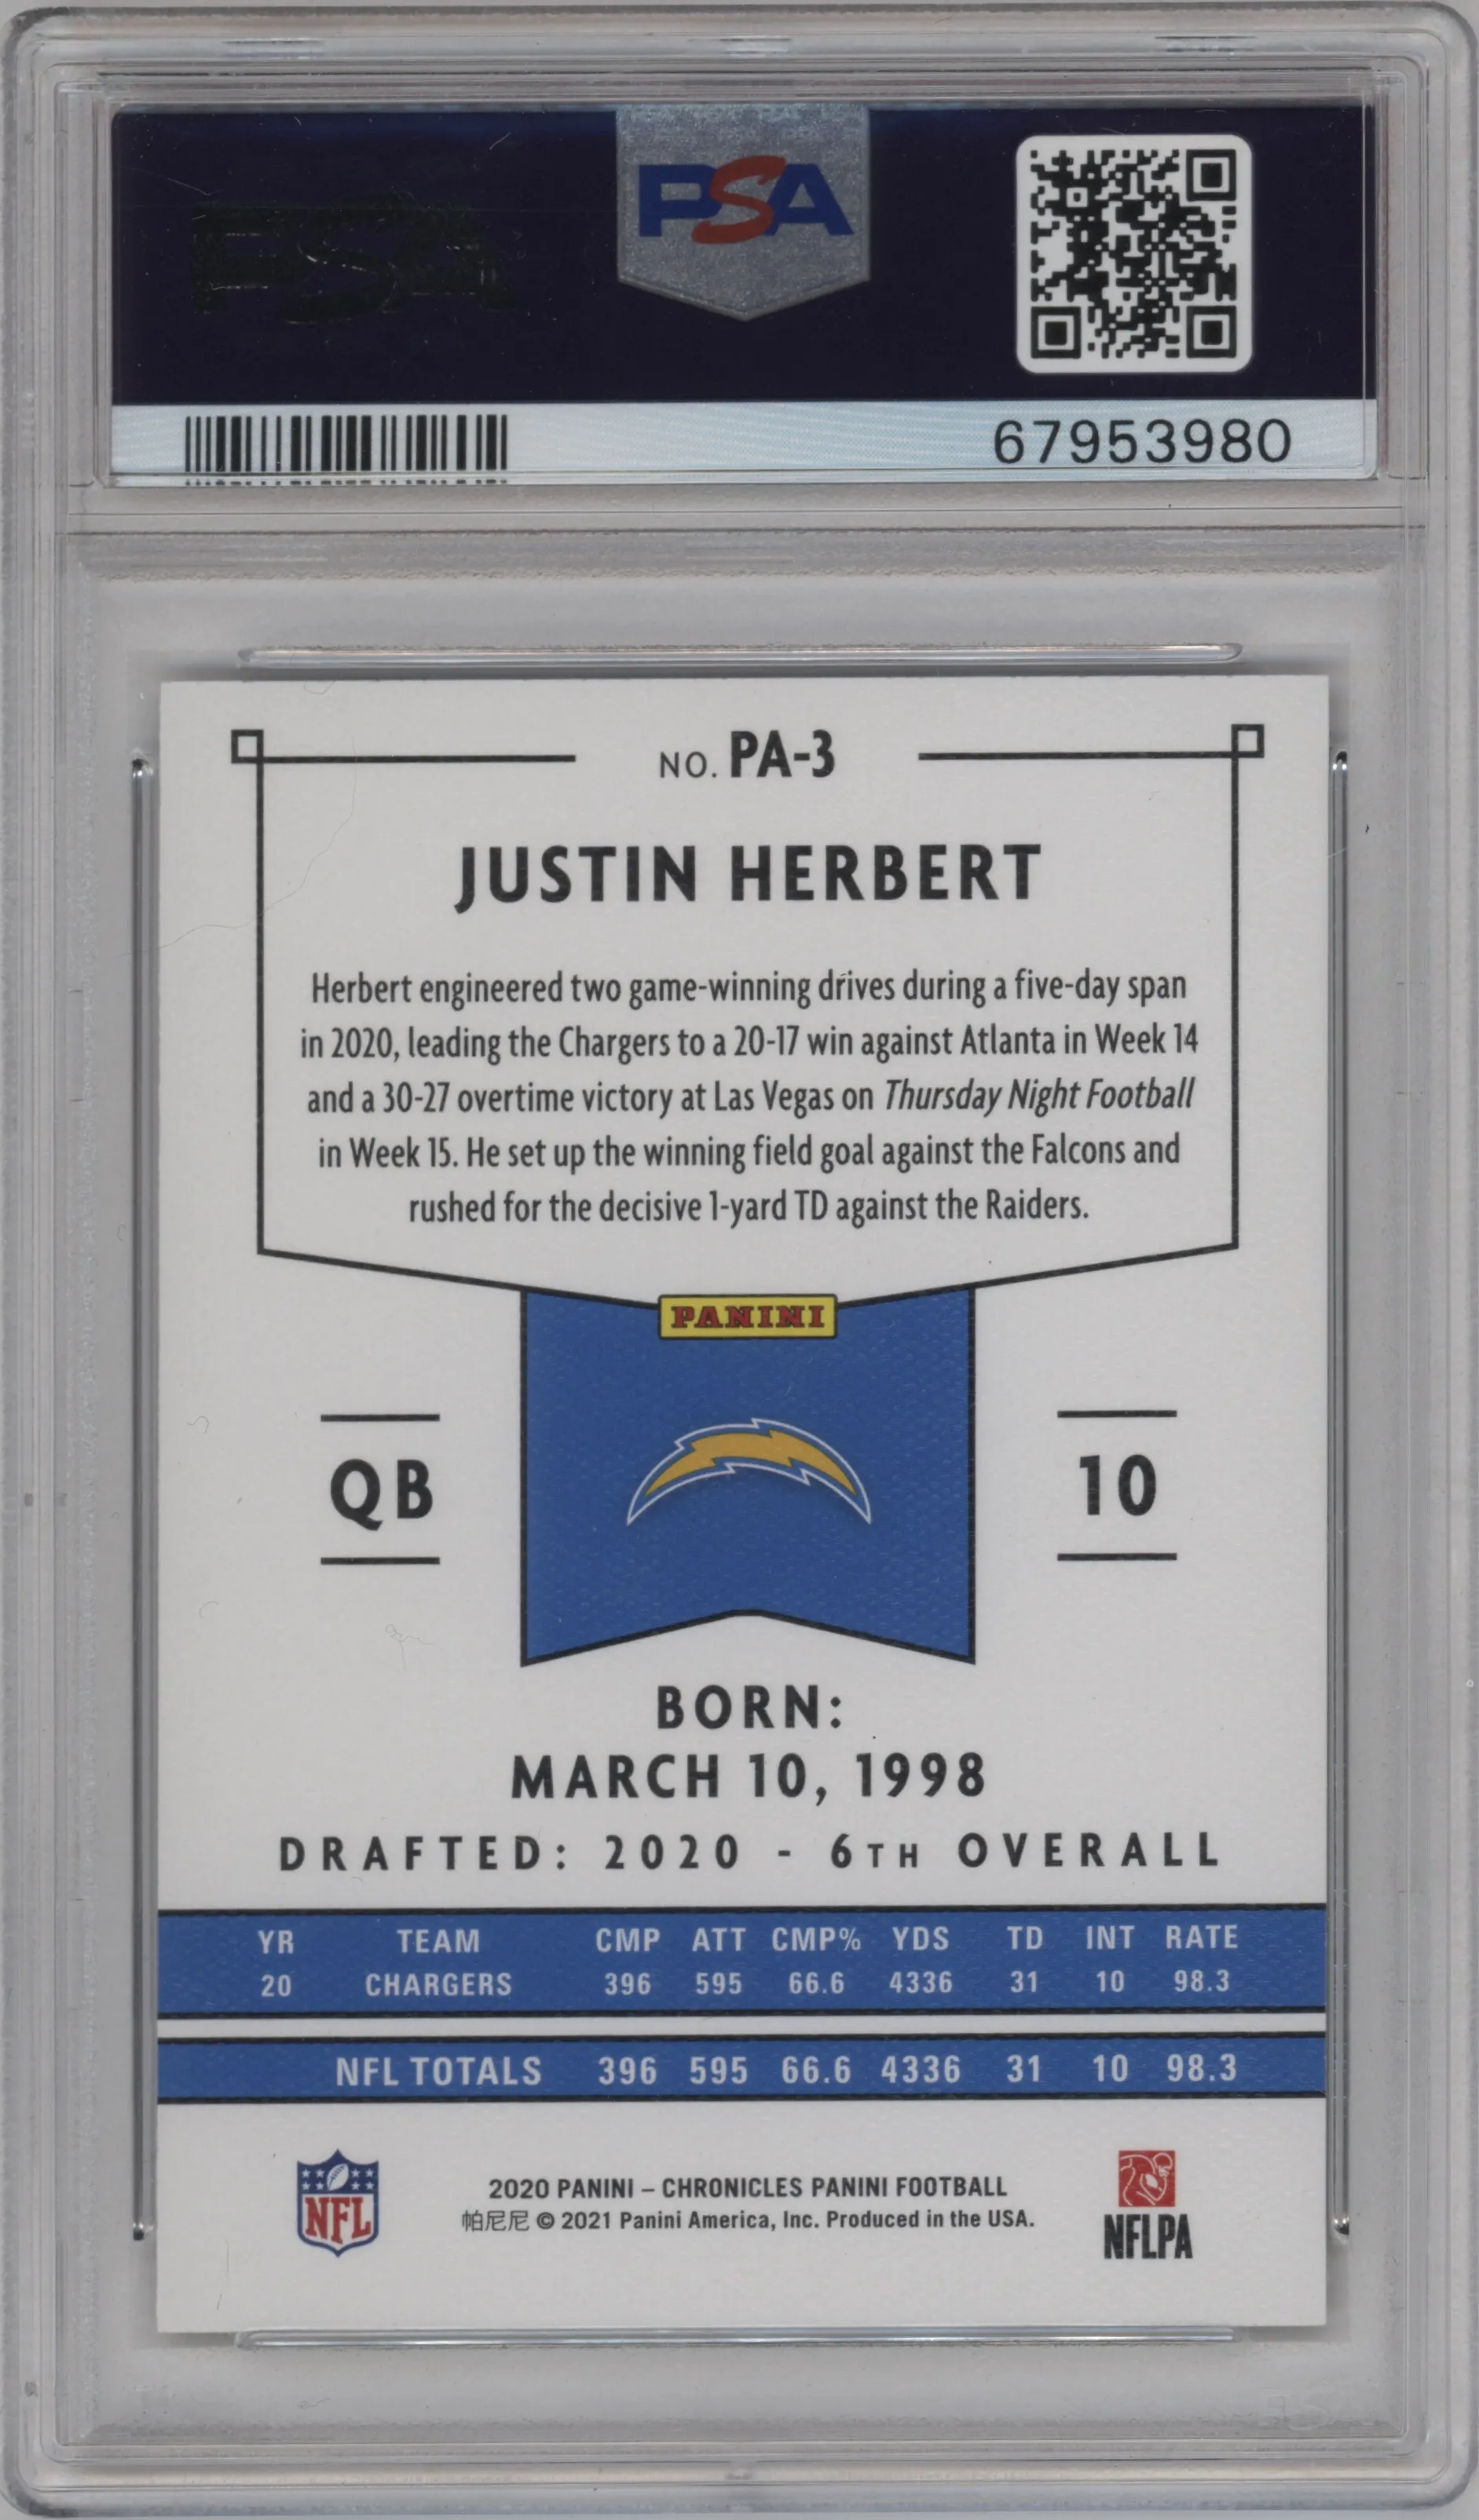 PSA
PSA
67953980
NO. PA-3
JUSTIN HERBERT
Herbert engineered two game-winning drives during a five-day span
in 2020, leading the Chargers to a 20-17 win against Atlanta in Week 14
and a 30-27 overtime victory at Las Vegas on Thursday Night Football
in Week 15. He set up the winning field goal against the Falcons and
rushed for the decisive 1-yard TD against the Raiders.
PANINI
QB
10
BORN:
MARCH 10, 1998
DRAFTED: 2020 - 6TH OVERALL
YR TEAM CMP ATT CMP% YDS TD INT RATE
20 CHARGERS 396 595 66.6 4336 31 10 98.3
NFL TOTALS 396 595 66.6 4336 31 10 98.3
NFL
2020 PANINI – CHRONICLES PANINI FOOTBALL
帕尼尼 © 2021 Panini America, Inc. Produced in the USA.
NFLPA